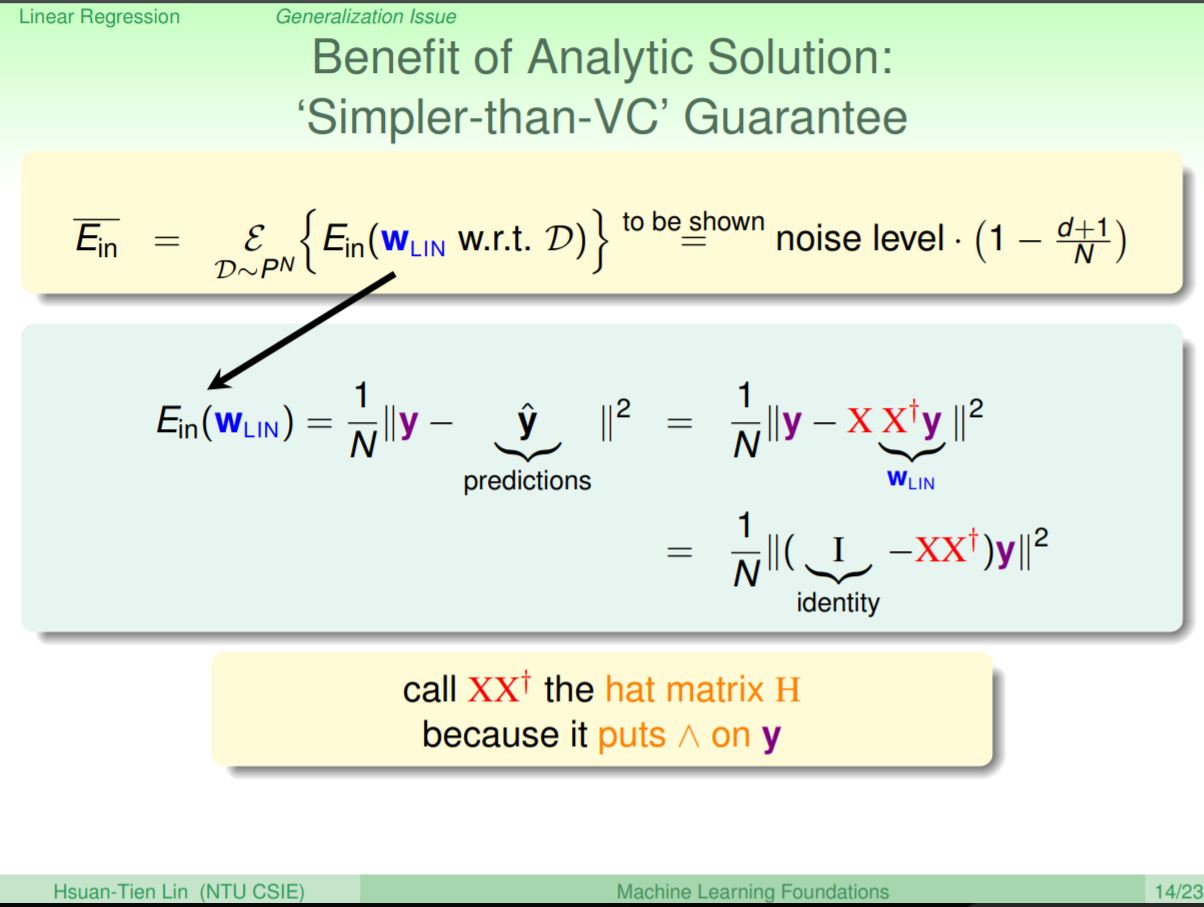 Linear Regression Generalization Issue
Benefit of Analytic Solution:
‘Simpler-than-VC’ Guarantee
$\overline{E_{\text{in}}} = \underset{\mathcal{D} \sim P^N}{\mathcal{E}} \left\{ E_{\text{in}}(\mathbf{w}_{\text{LIN}} \text{ w.r.t. } \mathcal{D}) \right\} \overset{\text{to be shown}}{=} \text{noise level} \cdot \left(1 - \frac{d+1}{N}\right)$
$E_{\text{in}}(\mathbf{w}_{\text{LIN}}) = \frac{1}{N} \| \mathbf{y} - \underbrace{\hat{\mathbf{y}}}_{\text{predictions}} \|^2 = \frac{1}{N} \| \mathbf{y} - \mathrm{X} \underbrace{\mathrm{X}^\dagger \mathbf{y}}_{\mathbf{w}_{\text{LIN}}} \|^2$
$= \frac{1}{N} \| ( \underbrace{\mathrm{I}}_{\text{identity}} - \mathrm{X}\mathrm{X}^\dagger ) \mathbf{y} \|^2$
call $\mathrm{X}\mathrm{X}^\dagger$ the hat matrix H
because it puts ∧ on y
Hsuan-Tien Lin (NTU CSIE) Machine Learning Foundations 14/23